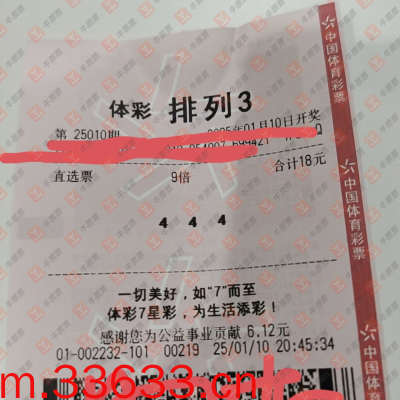 体彩 排列3
第 25010期 2025年01月10日开奖
直选票 9倍 合计18元
4 4 4
一切美好，如“7”而至
体彩7星彩，为生活添彩！
感谢您为公益事业贡献 6.12元
01-002232-101 00219 25/01/10 20:45:34
中国体育彩票
中国体育彩票
中国体育彩票
m.33633.cn